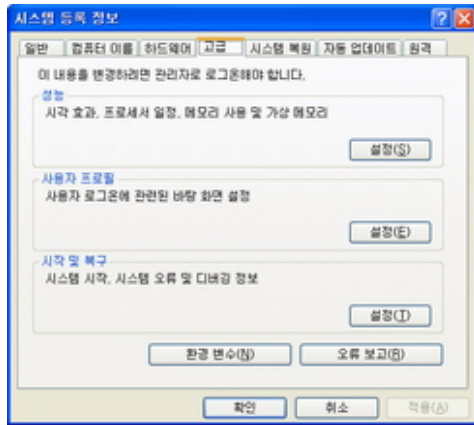 시스템 등록 정보
일반 컴퓨터 이름 하드웨어 고급 시스템 복원 자동 업데이트 원격
이 내용을 변경하려면 관리자로 로그온해야 합니다.
성능
시각 효과, 프로세서 일정, 메모리 사용 및 가상 메모리
설정(S)
사용자 프로필
사용자 로그온에 관련된 바탕 화면 설정
설정(E)
시작 및 복구
시스템 시작, 시스템 오류 및 디버깅 정보
설정(T)
환경 변수(N) 오류 보고(R)
확인 취소 적용(A)